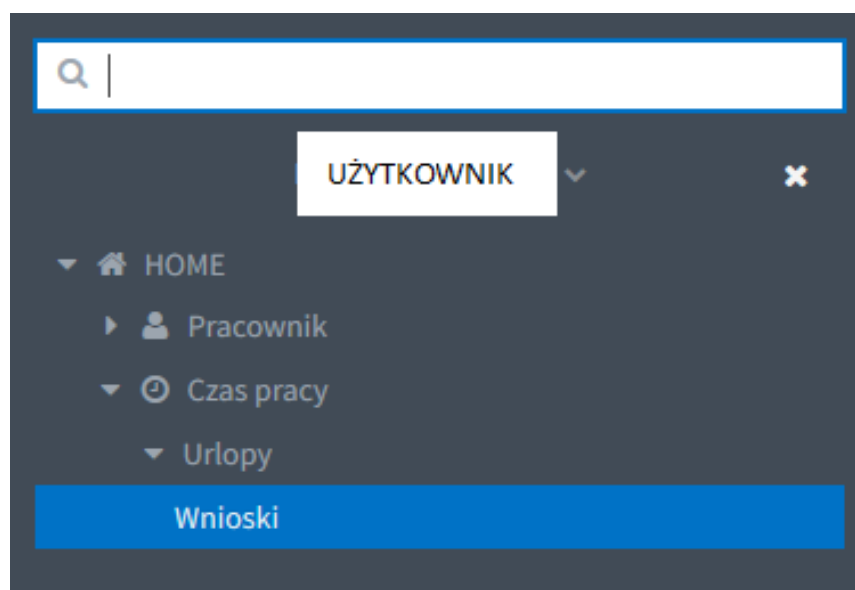 UŻYTKOWNIK
HOME
Pracownik
Czas pracy
Urlopy
Wnioski